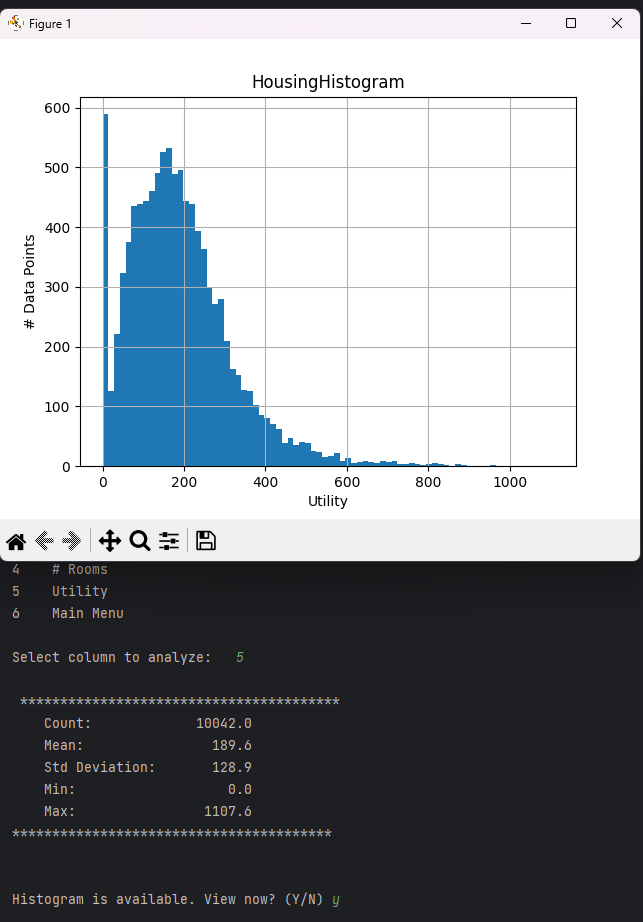 Figure 1
HousingHistogram
600
500
400
300
200
100
0
# Data Points
0 200 400 600 800 1000
Utility
4 # Rooms
5 Utility
6 Main Menu
Select column to analyze: 5
****************************************
Count: 10042.0
Mean: 189.6
Std Deviation: 128.9
Min: 0.0
Max: 1107.6
****************************************
Histogram is available. View now? (Y/N) y